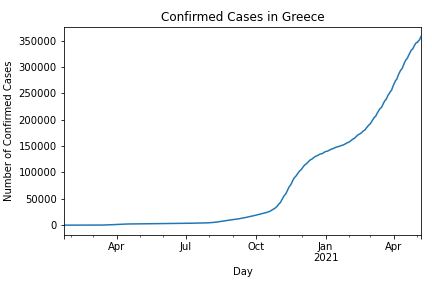 Confirmed Cases in Greece
350000
300000
250000
200000
150000
100000
50000
0
Number of Confirmed Cases
Apr
Jul
Oct
Jan
2021
Apr
Day